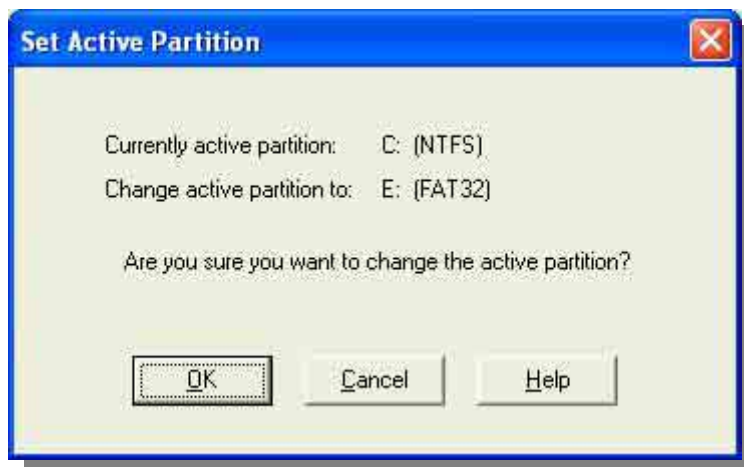 Set Active Partition
Currently active partition: C: (NTFS)
Change active partition to: E: (FAT32)
Are you sure you want to change the active partition?
OK Cancel Help